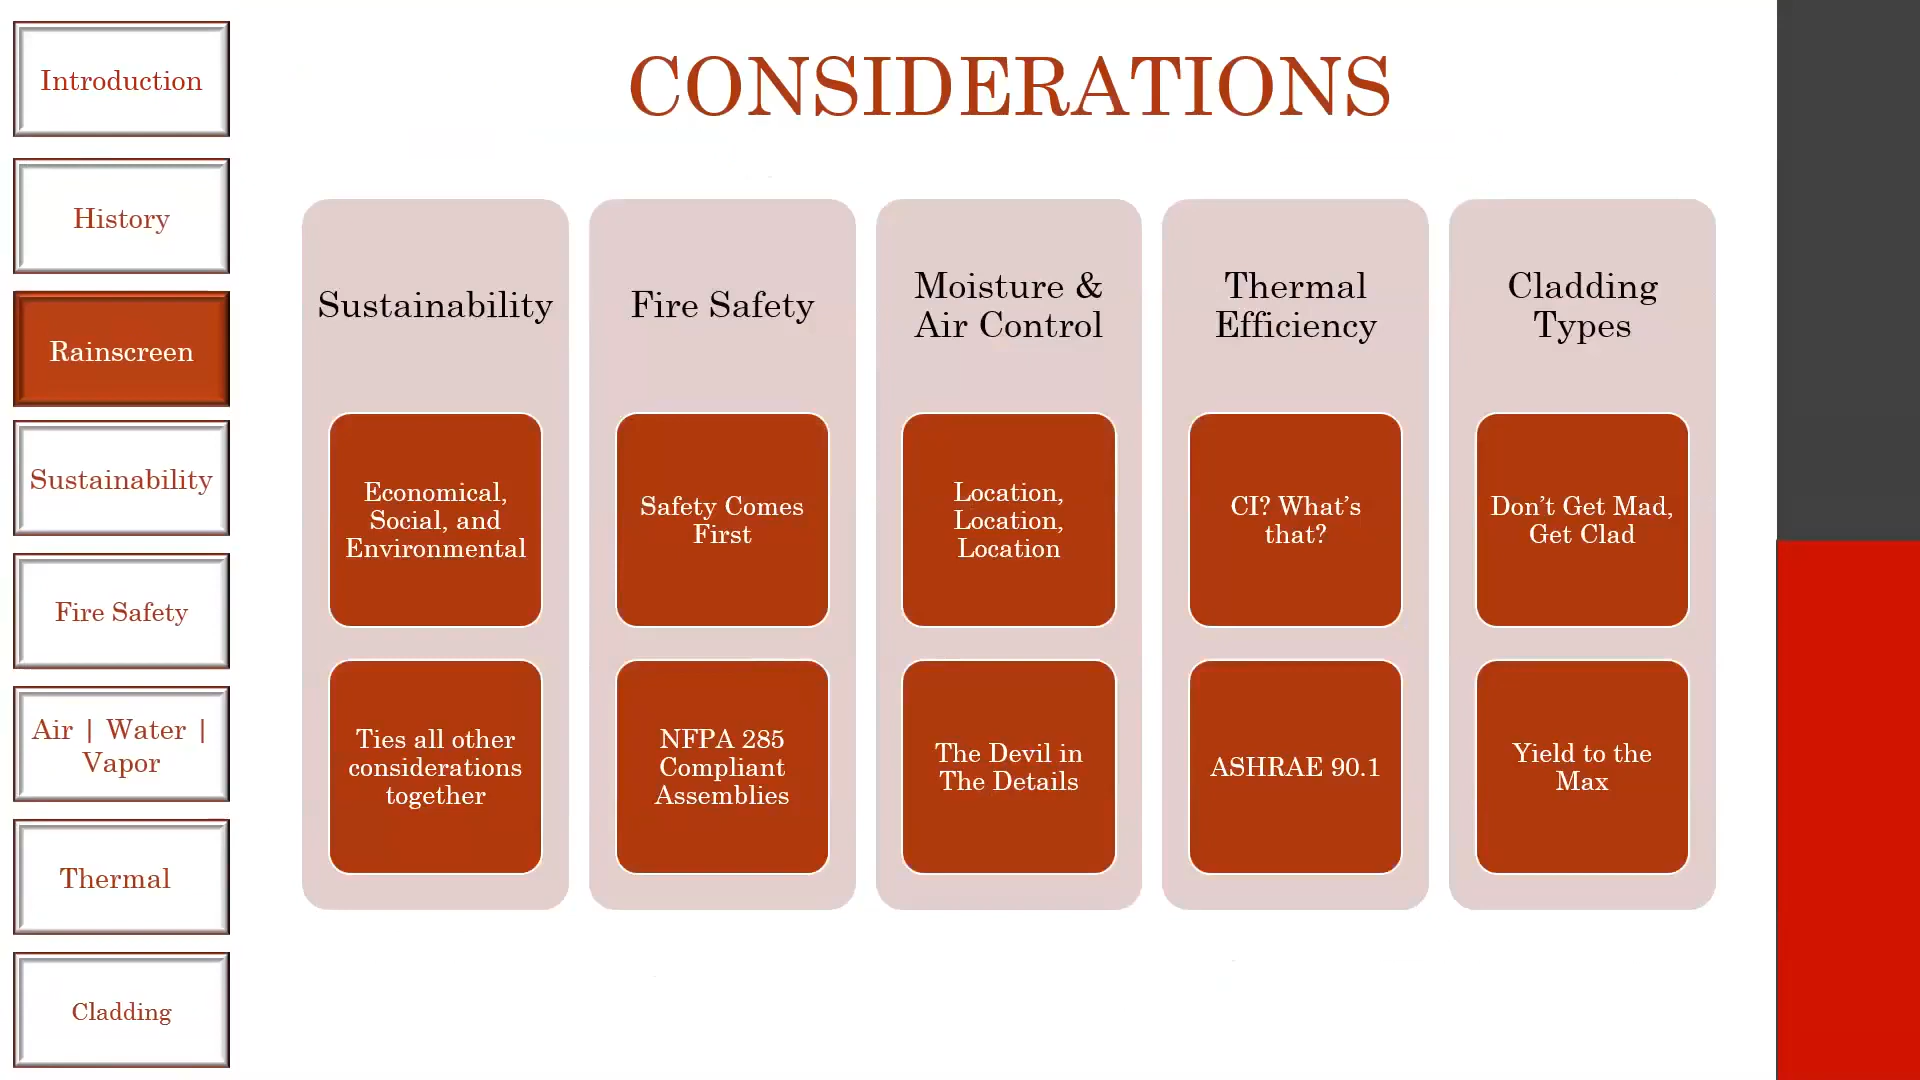 Introduction
History
Rainscreen
Sustainability
Fire Safety
Air | Water |
Vapor
Thermal
Cladding
CONSIDERATIONS
Sustainability
Economical,
Social, and
Environmental
Ties all other
considerations
together
Fire Safety
Safety Comes
First
NFPA 285
Compliant
Assemblies
Moisture &
Air Control
Location,
Location,
Location
The Devil in
The Details
Thermal
Efficiency
CI? What’s
that?
ASHRAE 90.1
Cladding
Types
Don’t Get Mad,
Get Clad
Yield to the
Max